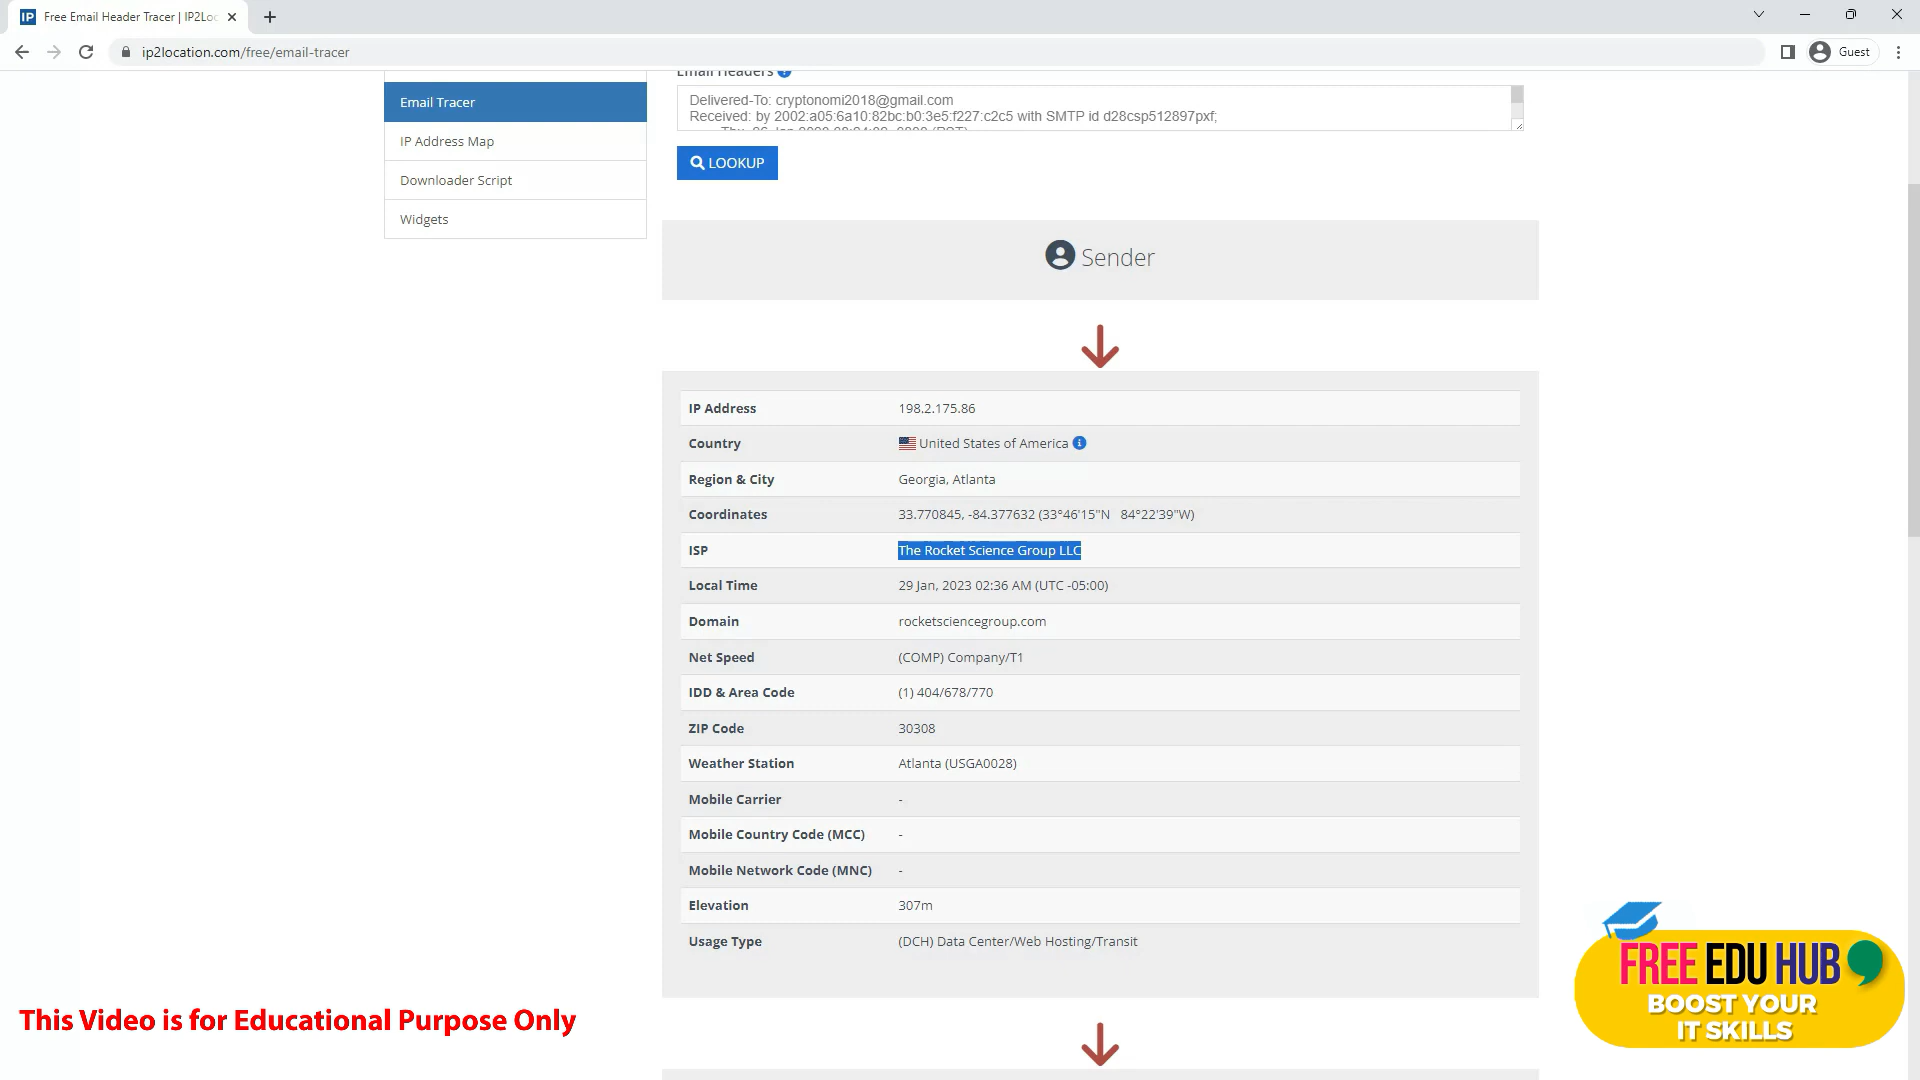 Free Email Header Tracer | IP2Loc
ip2location.com/free/email-tracer
Guest
Email Headers
Email Tracer
IP Address Map
Downloader Script
Widgets
Delivered-To: cryptonomi2018@gmail.com
Received: by 2002:a05:6a10:82bc:b0:3e5:f227:c2c5 with SMTP id d28csp512897pxf;
LOOKUP
Sender
IP Address 198.2.175.86
Country United States of America
Region & City Georgia, Atlanta
Coordinates 33.770845, -84.377632 (33°46'15"N   84°22'39"W)
ISP The Rocket Science Group LLC
Local Time 29 Jan, 2023 02:36 AM (UTC -05:00)
Domain rocketsciencegroup.com
Net Speed (COMP) Company/T1
IDD & Area Code (1) 404/678/770
ZIP Code 30308
Weather Station Atlanta (USGA0028)
Mobile Carrier -
Mobile Country Code (MCC) -
Mobile Network Code (MNC) -
Elevation 307m
Usage Type (DCH) Data Center/Web Hosting/Transit
This Video is for Educational Purpose Only
FREE EDU HUB
BOOST YOUR
IT SKILLS